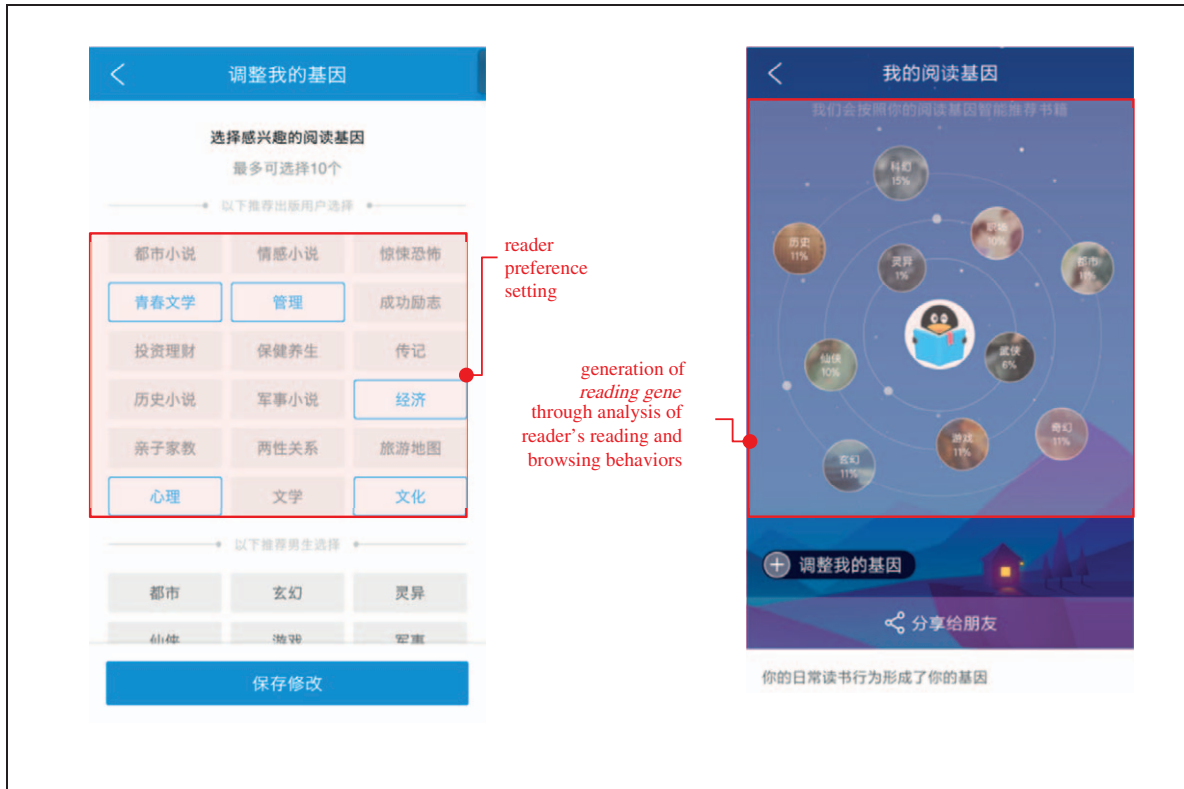 调整我的基因
选择感兴趣的阅读基因
最多可选择10个
以下推荐出版用户选择
都市小说 情感小说 惊悚恐怖
青春文学 管理 成功励志
投资理财 保健养生 传记
历史小说 军事小说 经济
亲子家教 两性关系 旅游地图
心理 文学 文化
以下推荐男生选择
都市 玄幻 灵异
仙侠 游戏 军事
保存修改
reader
preference
setting
generation of
reading gene
through analysis of
reader's reading and
browsing behaviors
我的阅读基因
我们会按照你的阅读基因智能推荐书籍
科幻
15%
历史
11%
10%
灵异
1%
都市
11%
仙侠
10%
武侠
6%
奇幻
11%
游戏
11%
玄幻
11%
调整我的基因
分享给朋友
你的日常读书行为形成了你的基因